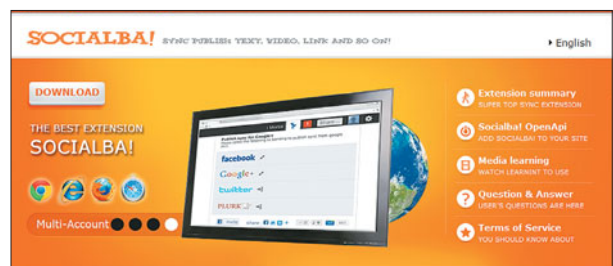 SOCIALBA! SYNC PUBLISH: TEXT, VIDEO, LINK AND SO ON!
English
DOWNLOAD
THE BEST EXTENSION
SOCIALBA!
Multi-Account
facebook
Google+
twitter
PLURK
Extension summary
SUPER TOP SYNC EXTENSION
Socialba! OpenApi
ADD SOCIALBA! TO YOUR SITE
Media learning
WATCH LEARNINT TO USE
Question & Answer
USER'S QUESTIONS ARE HERE
Terms of Service
YOU SHOULD KNOW ABOUT